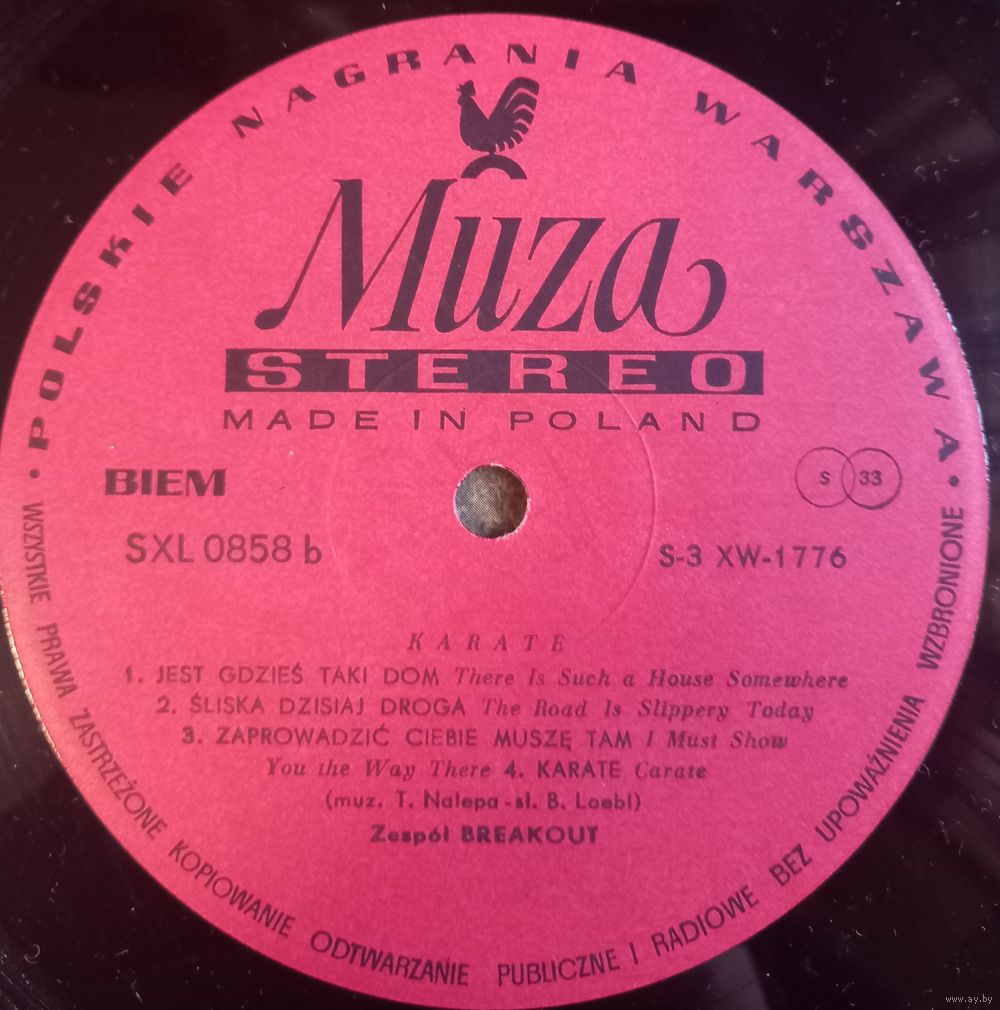 • POLSKIE NAGRANIA WARSZAWA •
Muza
STEREO
MADE IN POLAND
BIEM
S 33
SXL 0858 b
S-3 XW-1776
KARATE
1. JEST GDZIEŚ TAKI DOM There Is Such a House Somewhere
2. ŚLISKA DZISIAJ DROGA The Road Is Slippery Today
3. ZAPROWADZIĆ CIEBIE MUSZĘ TAM I Must Show
You the Way There 4. KARATE Carate
(muz. T. Nalepa-sł. B. Loebl)
Zespół BREAKOUT
WSZYSTKIE PRAWA ZASTRZEŻONE KOPIOWANIE ODTWARZANIE PUBLICZNE I RADIOWE BEZ UPOWAŻNIENIA WZBRONIONE
www.ay.by